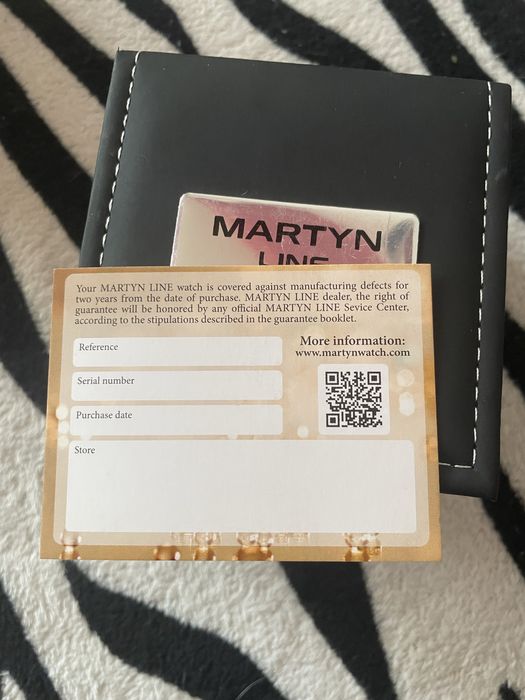 MARTYN
LINE
Your MARTYN LINE watch is covered against manufacturing defects for
two years from the date of purchase. MARTYN LINE dealer, the right of
guarantee will be honored by any official MARTYN LINE Sevice Center,
according to the stipulations described in the guarantee booklet.
Reference
More information:
www.martynwatch.com
Serial number
Purchase date
Store